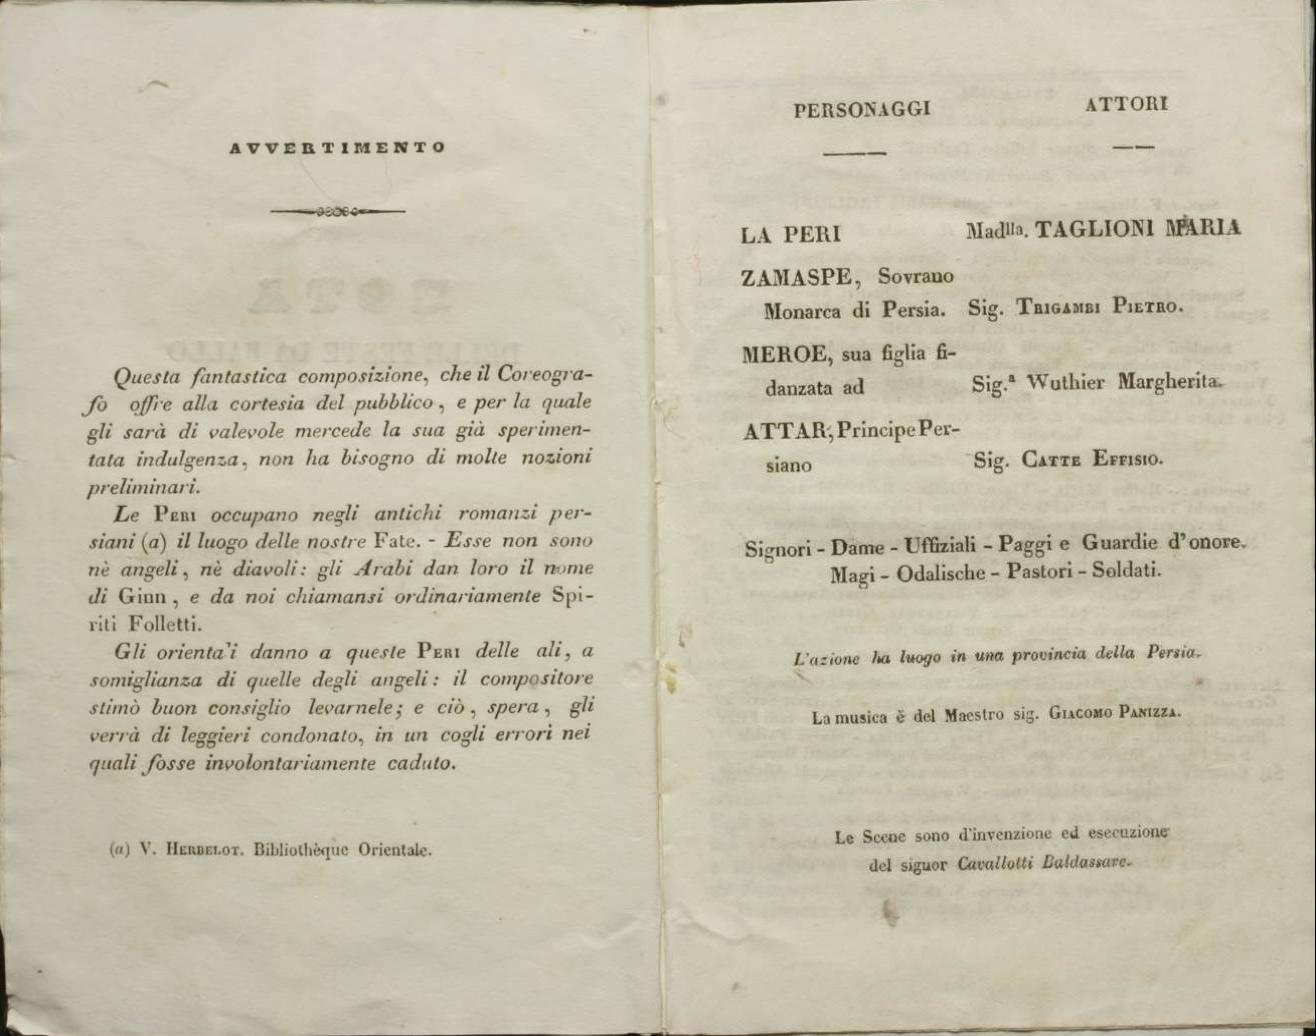 AVVERTIMENTO
Questa fantastica composizione, che il Coreogra-
fo offre alla cortesia del pubblico, e per la quale
gli sarà di valevole mercede la sua già sperimen-
tata indulgenza, non ha bisogno di molte nozioni
preliminari.
Le PERI occupano negli antichi romanzi per-
siani (a) il luogo delle nostre Fate. - Esse non sono
nè angeli, nè diavoli: gli Arabi dan loro il nome
di Ginn, e da noi chiamansi ordinariamente Spi-
riti Folletti.
Gli orientali danno a queste PERI delle ali, a
somiglianza di quelle degli angeli: il compositore
stimò buon consiglio levarnele; e ciò, spera, gli
verrà di leggieri condonato, in un cogli errori nei
quali fosse involontariamente caduto.
(a) V. HERBELOT. Bibliothèque Orientale.
PERSONAGGI ATTORI
LA PERI Madlla. TAGLIONI MARIA
ZAMASPE, Sovrano
Monarca di Persia. Sig. TRIGAMBI PIETRO.
MEROE, sua figlia fi-
danzata ad Sig.ª Wuthier Margherita.
ATTAR, Principe Per-
siano Sig. CATTE EFFISIO.
Signori - Dame - Uffiziali - Paggi e Guardie d'onore.
Magi - Odalische - Pastori - Soldati.
L'azione ha luogo in una provincia della Persia.
La musica è del Maestro sig. GIACOMO PANIZZA.
Le Scene sono d'invenzione ed esecuzione
del signor Cavallotti Baldassare.